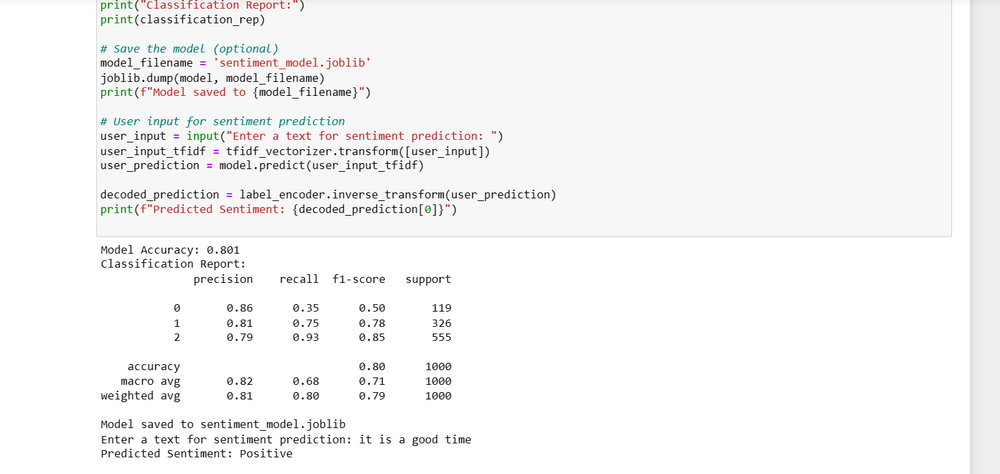 print("Classification Report:")
print(classification_rep)
# Save the model (optional)
model_filename = 'sentiment_model.joblib'
joblib.dump(model, model_filename)
print(f"Model saved to {model_filename}")
# User input for sentiment prediction
user_input = input("Enter a text for sentiment prediction: ")
user_input_tfidf = tfidf_vectorizer.transform([user_input])
user_prediction = model.predict(user_input_tfidf)
decoded_prediction = label_encoder.inverse_transform(user_prediction)
print(f"Predicted Sentiment: {decoded_prediction[0]}")
Model Accuracy: 0.801
Classification Report:
precision    recall  f1-score   support
0       0.86      0.35      0.50       119
1       0.81      0.75      0.78       326
2       0.79      0.93      0.85       555
accuracy                           0.80      1000
macro avg       0.82      0.68      0.71      1000
weighted avg       0.81      0.80      0.79      1000
Model saved to sentiment_model.joblib
Enter a text for sentiment prediction: it is a good time
Predicted Sentiment: Positive